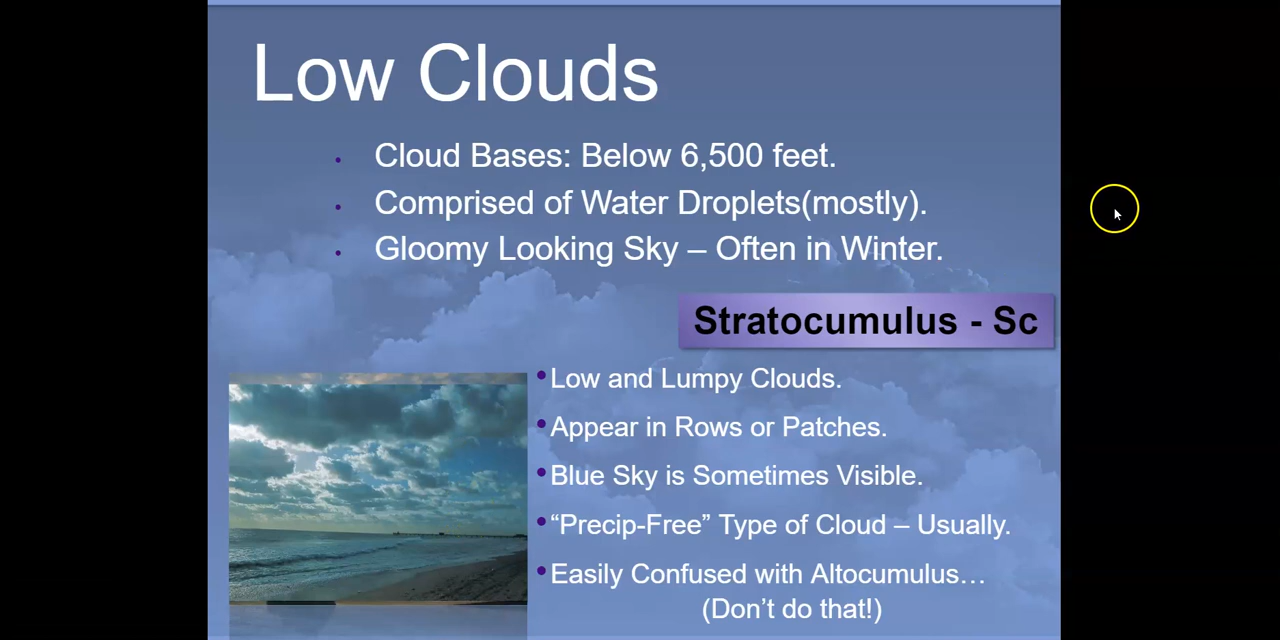 Low Clouds
• Cloud Bases: Below 6,500 feet.
• Comprised of Water Droplets(mostly).
• Gloomy Looking Sky – Often in Winter.
Stratocumulus - Sc
• Low and Lumpy Clouds.
• Appear in Rows or Patches.
• Blue Sky is Sometimes Visible.
• “Precip-Free” Type of Cloud – Usually.
• Easily Confused with Altocumulus…
(Don’t do that!)